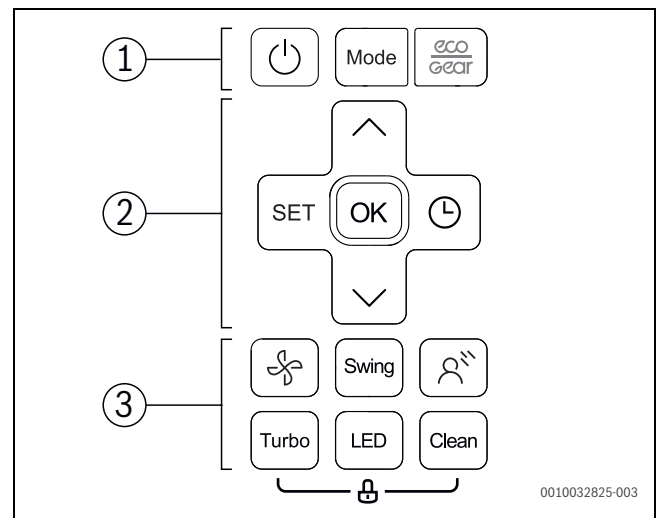 1
Mode
eco
Gear
2
SET
OK
3
Swing
Turbo
LED
Clean
0010032825-003